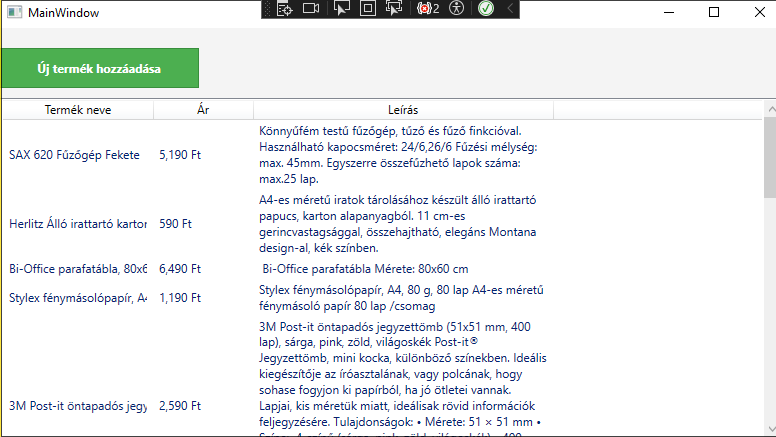 MainWindow
2
Új termék hozzáadása
Termék neve Ár Leírás
SAX 620 Fűzőgép Fekete 5,190 Ft
Könnyűfém testű fűzőgép, tűző és fűző finkcióval.
Használható kapocsméret: 24/6,26/6 Fűzési mélység:
max. 45mm. Egyszerre összefűzhető lapok száma:
max.25 lap.
Herlitz Álló irattartó karton 590 Ft
A4-es méretű iratok tárolásához készült álló irattartó
papucs, karton alapanyagból. 11 cm-es
gerincvastagsággal, összehajtható, elegáns Montana
design-al, kék színben.
Bi-Office parafatábla, 80x6 6,490 Ft Bi-Office parafatábla Mérete: 80x60 cm
Stylex fénymásolópapír, A4 1,190 Ft
Stylex fénymásolópapír, A4, 80 g, 80 lap A4-es méretű
fénymásoló papír 80 lap /csomag
3M Post-it öntapadós jegy 2,590 Ft
3M Post-it öntapadós jegyzettömb (51x51 mm, 400
lap), sárga, pink, zöld, világoskék Post-it®
Jegyzettömb, mini kocka, különböző színekben. Ideális
kiegészítője az íróasztalának, vagy polcának, hogy
sohase fogyjon ki papírból, ha jó ötletei vannak.
Lapjai, kis méretük miatt, ideálisak rövid információk
feljegyzésére. Tulajdonságok: • Mérete: 51 × 51 mm •